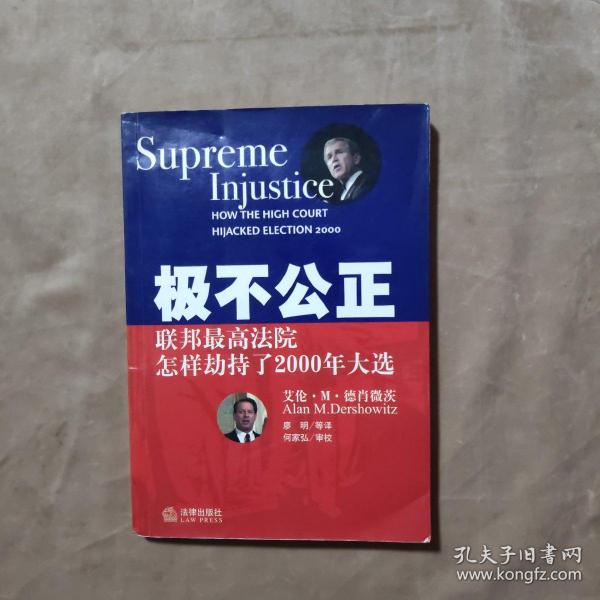 Supreme
Injustice
HOW THE HIGH COURT
HIJACKED ELECTION 2000
极不公正
联邦最高法院
怎样劫持了2000年大选
艾伦·M·德肖微茨
Alan M.Dershowitz
廖 明/等译
何家弘/审校
法律出版社
LAW PRESS
孔夫子旧书网
www.kongfz.com